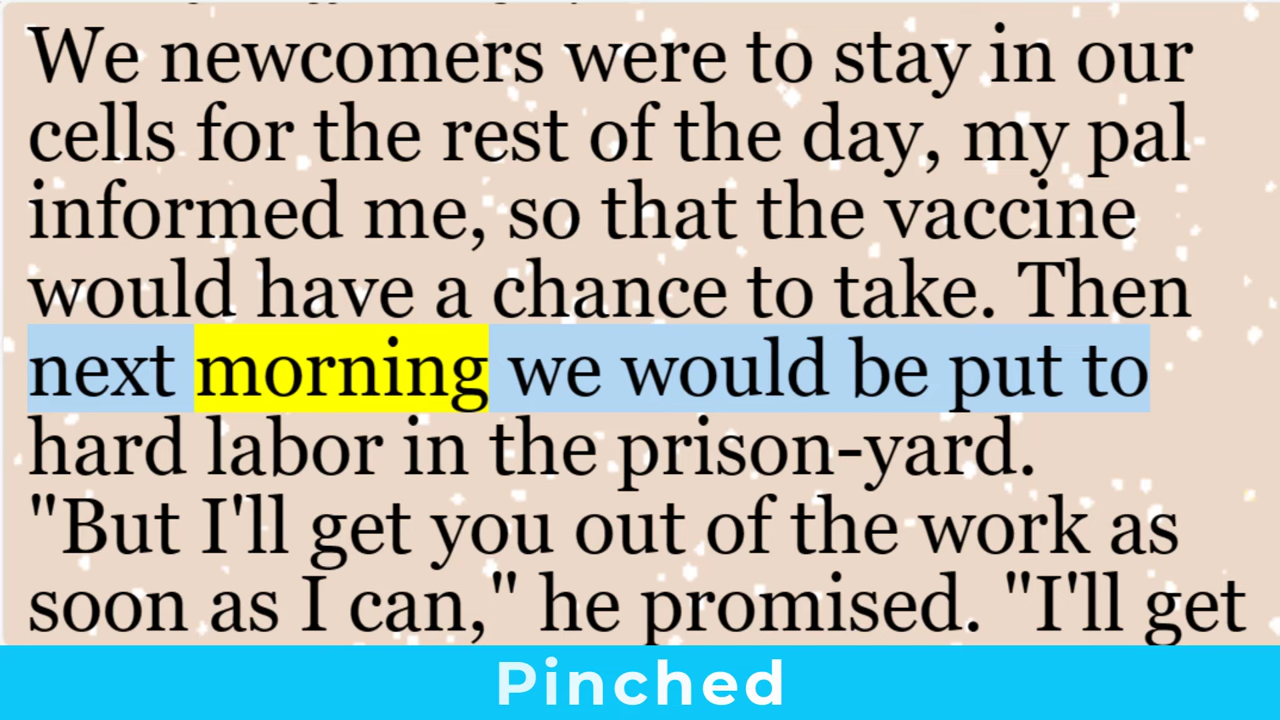 We newcomers were to stay in our
cells for the rest of the day, my pal
informed me, so that the vaccine
would have a chance to take. Then
next morning we would be put to
hard labor in the prison-yard.
"But I'll get you out of the work as
soon as I can," he promised. "I'll get
Pinched